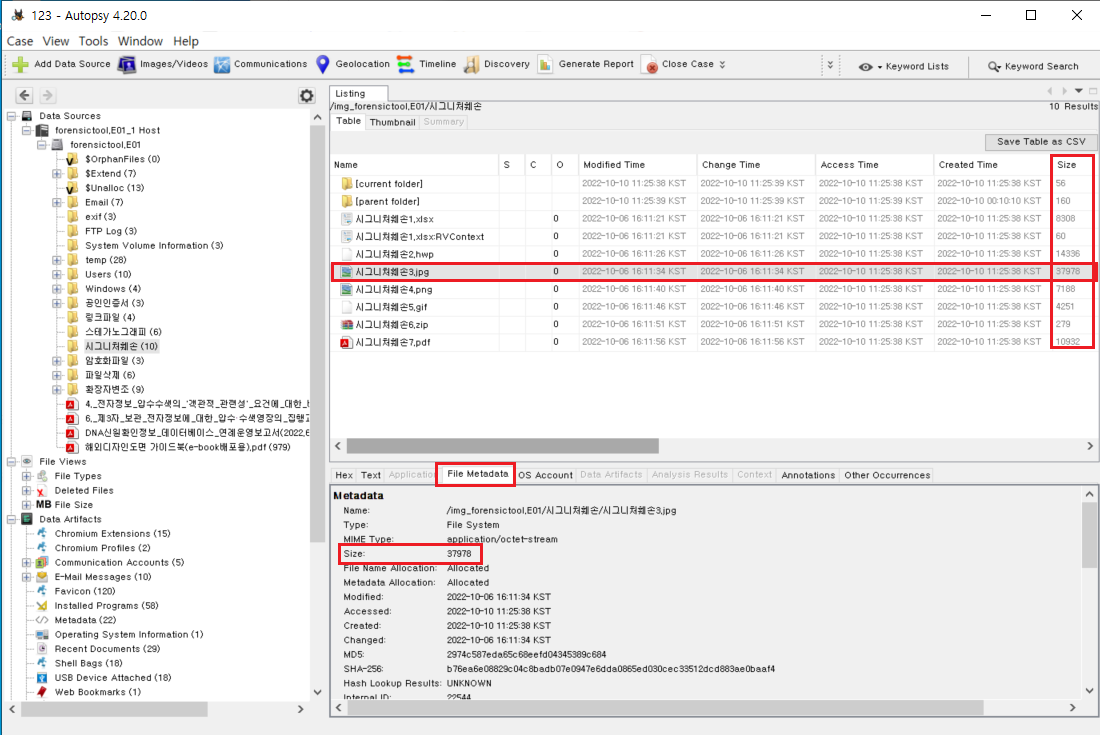 123 - Autopsy 4.20.0
Case View Tools Window Help
Add Data Source Images/Videos Communications Geolocation Timeline Discovery Generate Report Close Case Keyword Lists Keyword Search
Data Sources
forensictool,E01_1 Host
forensictool,E01
$OrphanFiles (0)
$Extend (7)
$Unalloc (13)
Email (7)
exif (3)
FTP Log (3)
System Volume Information (3)
temp (28)
Users (10)
Windows (4)
공인인증서 (3)
링크파일 (4)
스테가노그래피 (6)
시그니처훼손 (10)
암호화파일 (3)
파일삭제 (6)
확장자변조 (9)
4,_전자정보_압수수색의_'객관적_관련성'_요건에_대한_
6,_제3자_보관_전자정보에_대한_압수·수색영장의_집행
DNA신원확인정보_데이터베이스_연례운영보고서(2022,6
해외디자인도면 가이드북(e-book배포용),pdf (979)
File Views
File Types
Deleted Files
MB File Size
Data Artifacts
Chromium Extensions (15)
Chromium Profiles (2)
Communication Accounts (5)
E-Mail Messages (10)
Favicon (120)
Installed Programs (58)
Metadata (22)
Operating System Information (1)
Recent Documents (29)
Shell Bags (18)
USB Device Attached (18)
Web Bookmarks (1)
Listing
/img_forensictool,E01/시그니처훼손
10 Results
Table Thumbnail Summary
Save Table as CSV
Name S C O Modified Time Change Time Access Time Created Time Size
[current folder] 2022-10-10 11:25:38 KST 2022-10-10 11:25:39 KST 2022-10-10 11:25:38 KST 2022-10-10 11:25:38 KST 56
[parent folder] 2022-10-10 11:25:39 KST 2022-10-10 11:25:39 KST 2022-10-10 11:25:39 KST 2022-10-10 00:10:10 KST 160
시그니처훼손1,xlsx 0 2022-10-06 16:11:21 KST 2022-10-06 16:11:21 KST 2022-10-10 11:25:38 KST 2022-10-10 11:25:38 KST 8308
시그니처훼손1,xlsx:RVContext 0 2022-10-06 16:11:21 KST 2022-10-06 16:11:21 KST 2022-10-10 11:25:38 KST 2022-10-10 11:25:38 KST 60
시그니처훼손2,hwp 0 2022-10-06 16:11:26 KST 2022-10-06 16:11:26 KST 2022-10-10 11:25:38 KST 2022-10-10 11:25:38 KST 14336
시그니처훼손3,jpg 0 2022-10-06 16:11:34 KST 2022-10-06 16:11:34 KST 2022-10-10 11:25:38 KST 2022-10-10 11:25:38 KST 37978
시그니처훼손4,png 0 2022-10-06 16:11:40 KST 2022-10-06 16:11:40 KST 2022-10-10 11:25:38 KST 2022-10-10 11:25:38 KST 7188
시그니처훼손5,gif 0 2022-10-06 16:11:46 KST 2022-10-06 16:11:46 KST 2022-10-10 11:25:38 KST 2022-10-10 11:25:38 KST 4251
시그니처훼손6,zip 0 2022-10-06 16:11:51 KST 2022-10-06 16:11:51 KST 2022-10-10 11:25:38 KST 2022-10-10 11:25:38 KST 279
시그니처훼손7,pdf 0 2022-10-06 16:11:56 KST 2022-10-06 16:11:56 KST 2022-10-10 11:25:38 KST 2022-10-10 11:25:38 KST 10932
Hex Text Application File Metadata OS Account Data Artifacts Analysis Results Context Annotations Other Occurrences
Metadata
Name: /img_forensictool,E01/시그니처훼손/시그니처훼손3,jpg
Type: File System
MIME Type: application/octet-stream
Size: 37978
File Name Allocation: Allocated
Metadata Allocation: Allocated
Modified: 2022-10-06 16:11:34 KST
Accessed: 2022-10-10 11:25:38 KST
Created: 2022-10-10 11:25:38 KST
Changed: 2022-10-06 16:11:34 KST
MD5: 2974c587eda65c68eefd04345389c684
SHA-256: b76ea6e08829c04c8badb07e0947e6dda0865ed030cec33512dcd883ae0baaf4
Hash Lookup Results: UNKNOWN
Internal ID: 22544